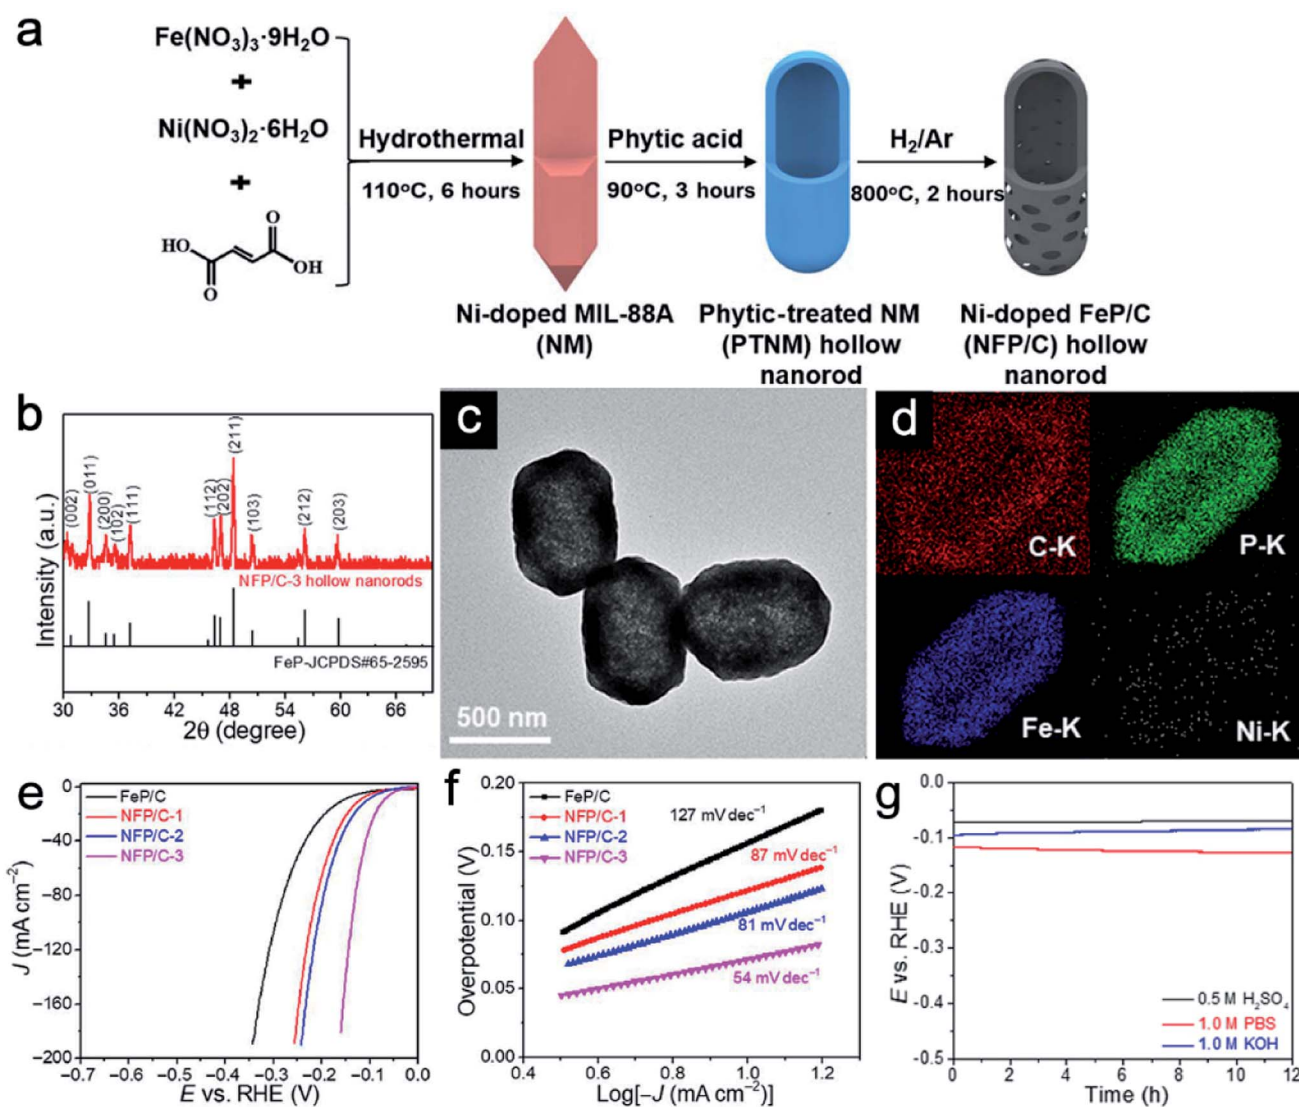 a
Fe(NO₃)₃·9H₂O
+
Ni(NO₃)₂·6H₂O
+
HO
O
O
OH
Hydrothermal
110°C, 6 hours
Phytic acid
90°C, 3 hours
H₂/Ar
800°C, 2 hours
Ni-doped MIL-88A
(NM)
Phytic-treated NM
(PTNM) hollow
nanorod
Ni-doped FeP/C
(NFP/C) hollow
nanorod
b
Intensity (a.u.)
(002)
(011)
(200)
(102)
(111)
(112)
(202)
(211)
(103)
(212)
(203)
NFP/C-3 hollow nanorods
FeP-JCPDS#65-2595
30 36 42 48 54 60 66
2θ (degree)
c
500 nm
d
C-K
P-K
Fe-K
Ni-K
e
J (mA cm⁻²)
0
−40
−80
−120
−160
−200
FeP/C
NFP/C-1
NFP/C-2
NFP/C-3
−0.7 −0.6 −0.5 −0.4 −0.3 −0.2 −0.1 0.0
E vs. RHE (V)
f
Overpotential (V)
0.20
0.15
0.10
0.05
0.00
FeP/C
NFP/C-1
NFP/C-2
NFP/C-3
127 mV dec⁻¹
87 mV dec⁻¹
81 mV dec⁻¹
54 mV dec⁻¹
0.4 0.6 0.8 1.0 1.2
Log[−J (mA cm⁻²)]
g
E vs. RHE (V)
0.0
-0.1
-0.2
-0.3
-0.4
-0.5
0.5 M H₂SO₄
1.0 M PBS
1.0 M KOH
0 2 4 6 8 10 12
Time (h)